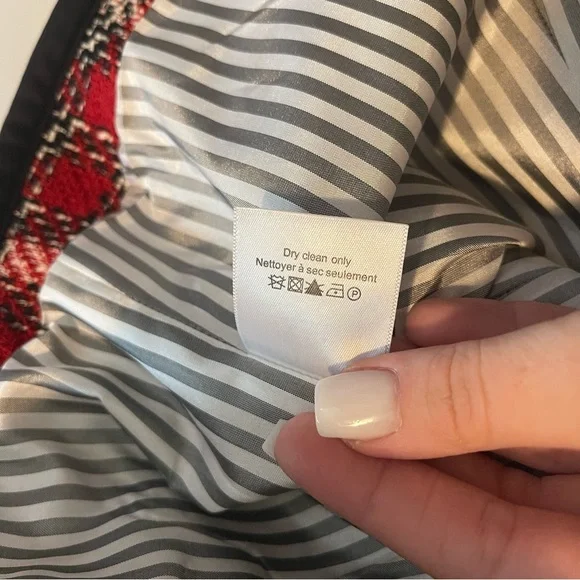 Dry clean only
Nettoyer à sec seulement
P